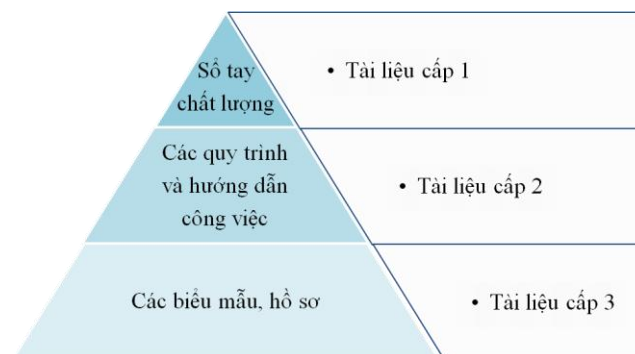 Sổ tay
chất lượng
• Tài liệu cấp 1
Các quy trình
và hướng dẫn
công việc
• Tài liệu cấp 2
Các biểu mẫu, hồ sơ
• Tài liệu cấp 3